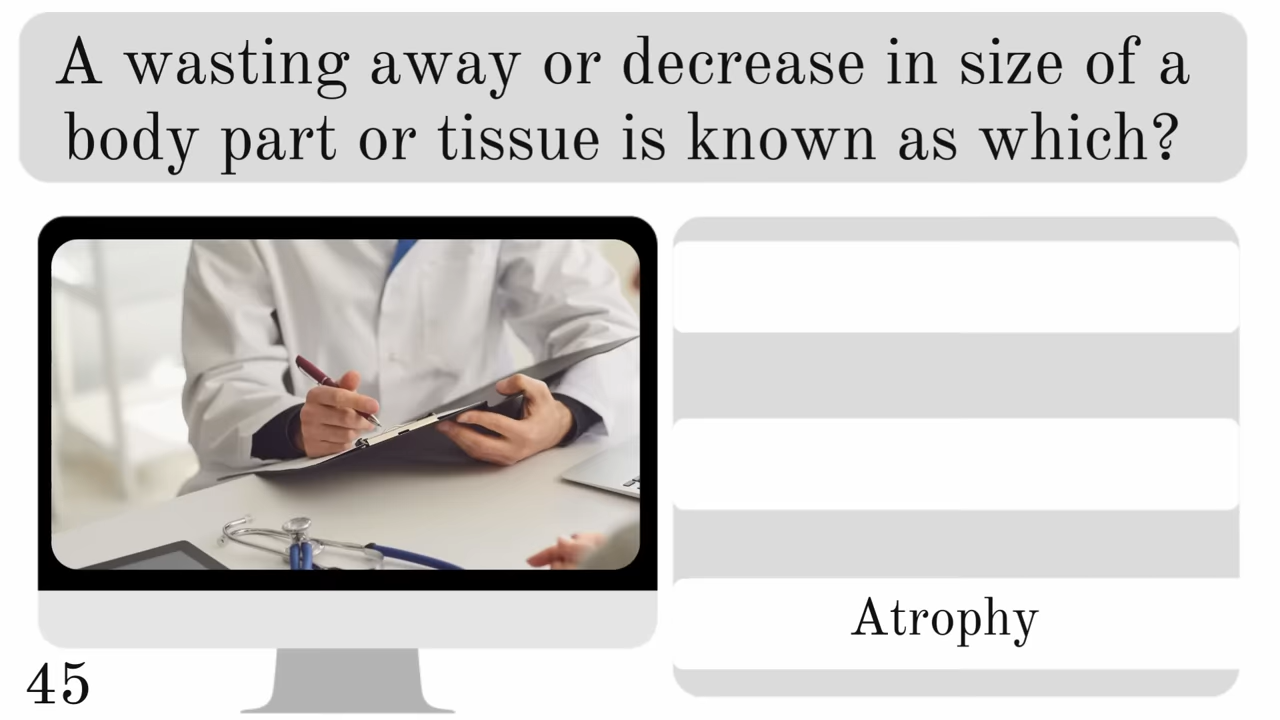 A wasting away or decrease in size of a
body part or tissue is known as which?
Atrophy
45